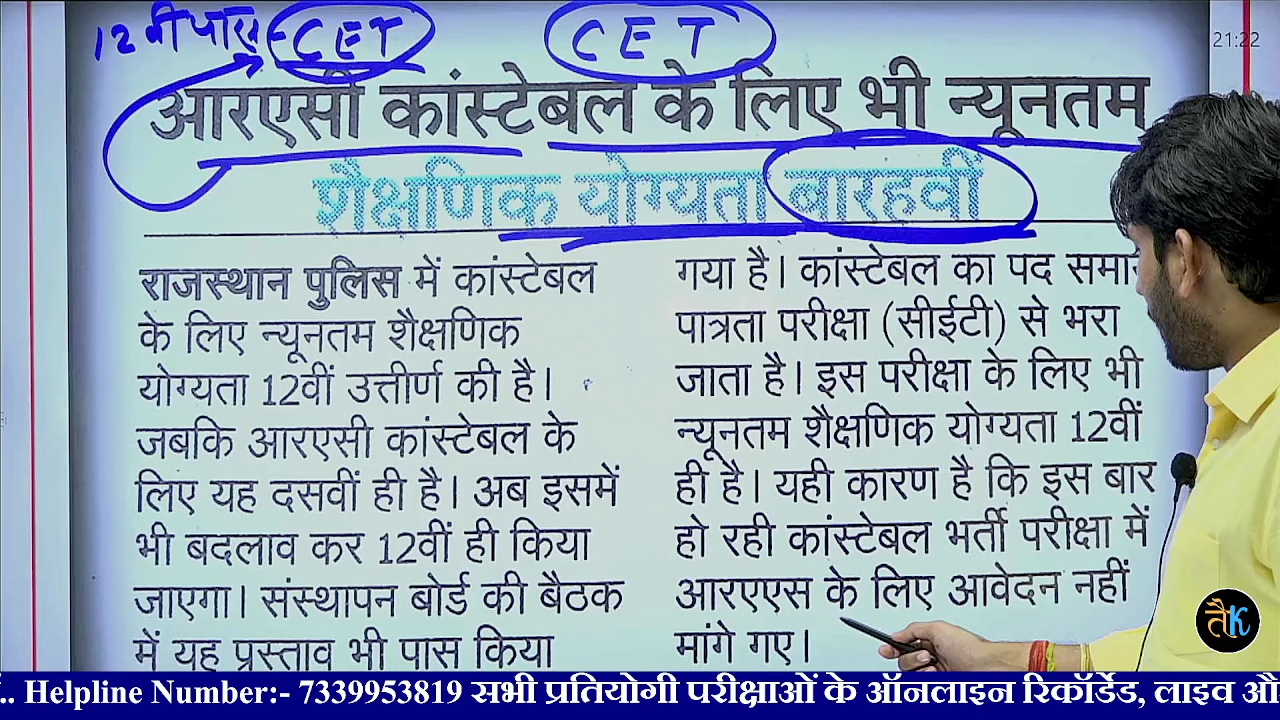 12वी पास - CET
CET
21:22
आरएसी कांस्टेबल के लिए भी न्यूनतम
शैक्षणिक योग्यता बारहवीं
राजस्थान पुलिस में कांस्टेबल
के लिए न्यूनतम शैक्षणिक
योग्यता 12वीं उत्तीर्ण की है।
जबकि आरएसी कांस्टेबल के
लिए यह दसवीं ही है। अब इसमें
भी बदलाव कर 12वीं ही किया
जाएगा। संस्थापन बोर्ड की बैठक
में यह प्रस्ताव भी पास किया
गया है। कांस्टेबल का पद समान
पात्रता परीक्षा (सीईटी) से भरा
जाता है। इस परीक्षा के लिए भी
न्यूनतम शैक्षणिक योग्यता 12वीं
ही है। यही कारण है कि इस बार
हो रही कांस्टेबल भर्ती परीक्षा में
आरएएस के लिए आवेदन नहीं
मांगे गए।
तैK
.. Helpline Number:- 7339953819 सभी प्रतियोगी परीक्षाओं के ऑनलाइन रिकॉर्डेड, लाइव औ